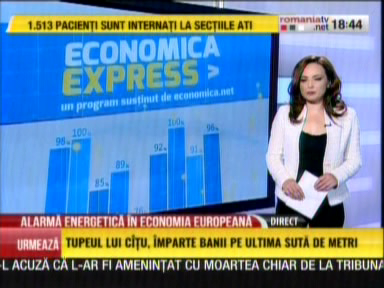 1.513 PACIENȚI SUNT INTERNAȚI LA SECȚIILE ATI
romaniatv
.net
18:44
ECONOMICA
EXPRESS >
un program susținut de economica.net
98%
100%
85%
89%
92%
100%
91%
98%
ALARMĂ ENERGETICĂ ÎN ECONOMIA EUROPEANĂ
DIRECT
URMEAZĂ
TUPEUL LUI CÎȚU, ÎMPARTE BANII PE ULTIMA SUTĂ DE METRI
-L ACUZĂ CĂ L-AR FI AMENINȚAT CU MOARTEA CHIAR DE LA TRIBUNA